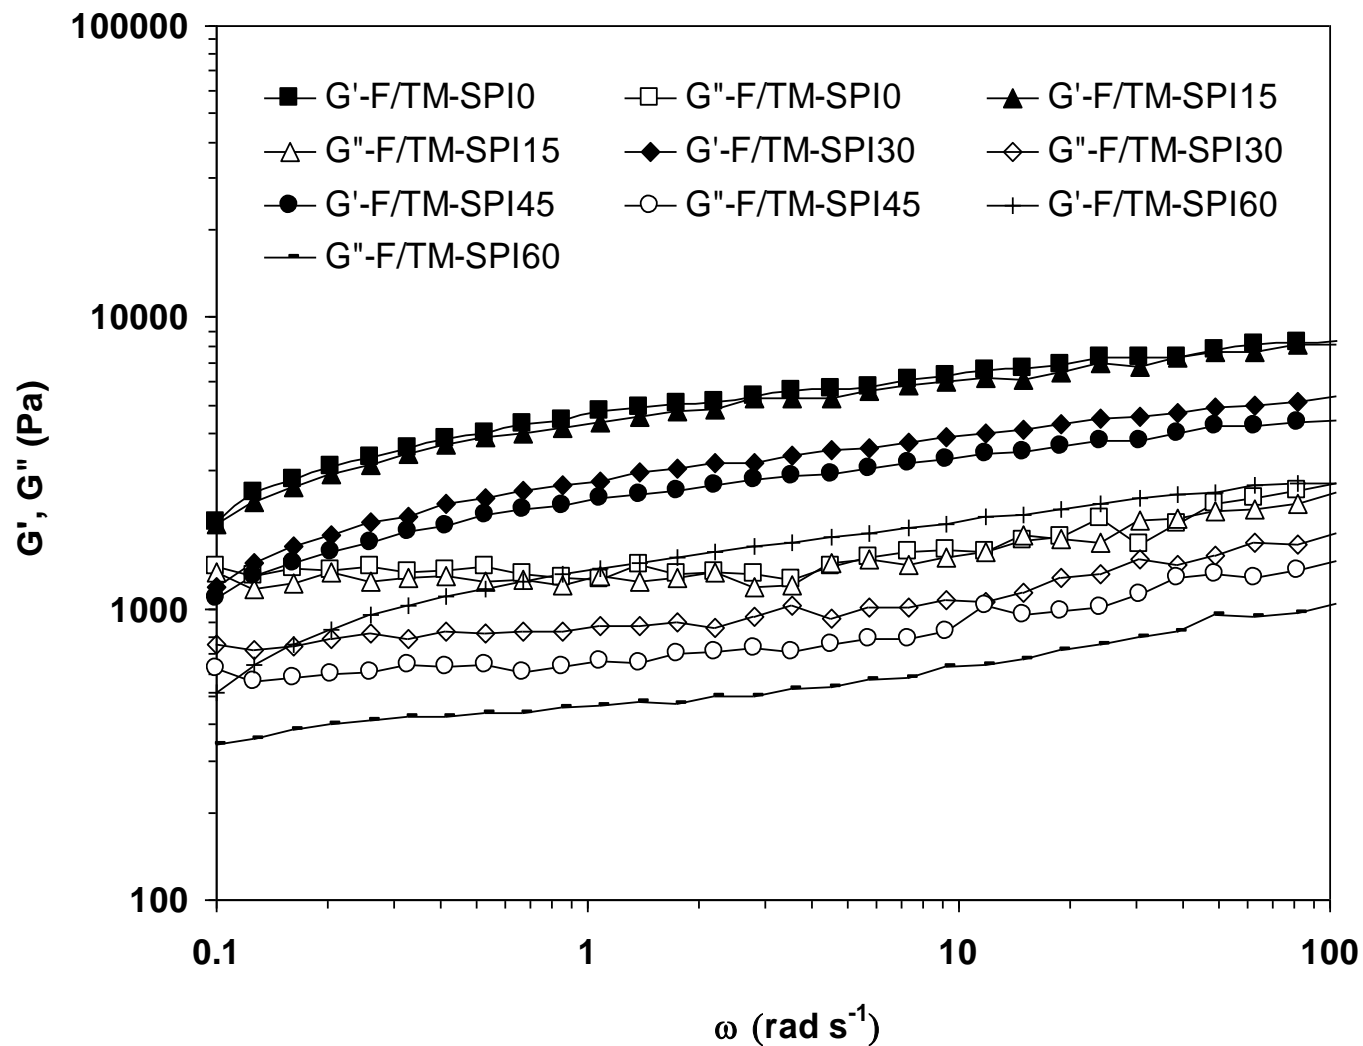 100000
G'-F/TM-SPI0 G"-F/TM-SPI0 G'-F/TM-SPI15
G"-F/TM-SPI15 G'-F/TM-SPI30 G"-F/TM-SPI30
G'-F/TM-SPI45 G"-F/TM-SPI45 G'-F/TM-SPI60
G"-F/TM-SPI60
10000
G', G" (Pa)
1000
100
0.1 1 10 100
ω (rad s⁻¹)